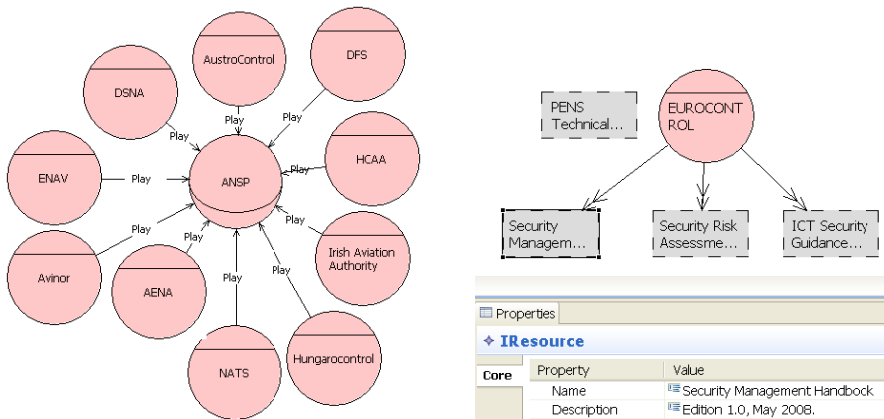 AustroControl
DFS
DSNA
Play
Play
Play
Play
HCAA
ENAV
Play
ANSP
Play
Play
Irish Aviation
Authority
Avinor
Play
Play
AENA
Play
Play
NATS
Hungarocontrol
PENS
Technical...
EUROCONT
ROL
Security
Managem...
Security Risk
Assessme...
ICT Security
Guidance...
Properties
IResource
Core
Property Value
Name Security Management Handbock
Description Edition 1.0, May 2008.